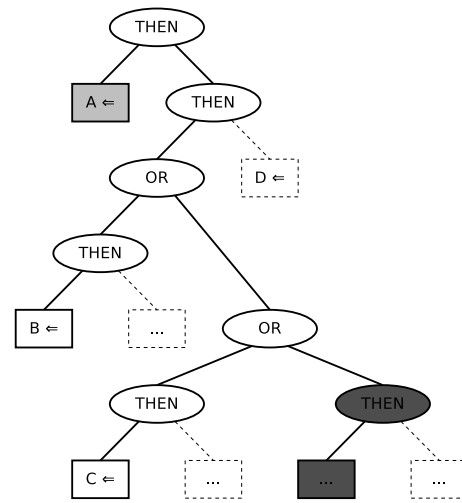 THEN
A ⇐
THEN
OR
D ⇐
THEN
B ⇐
...
OR
THEN
THEN
C ⇐
...
...
...